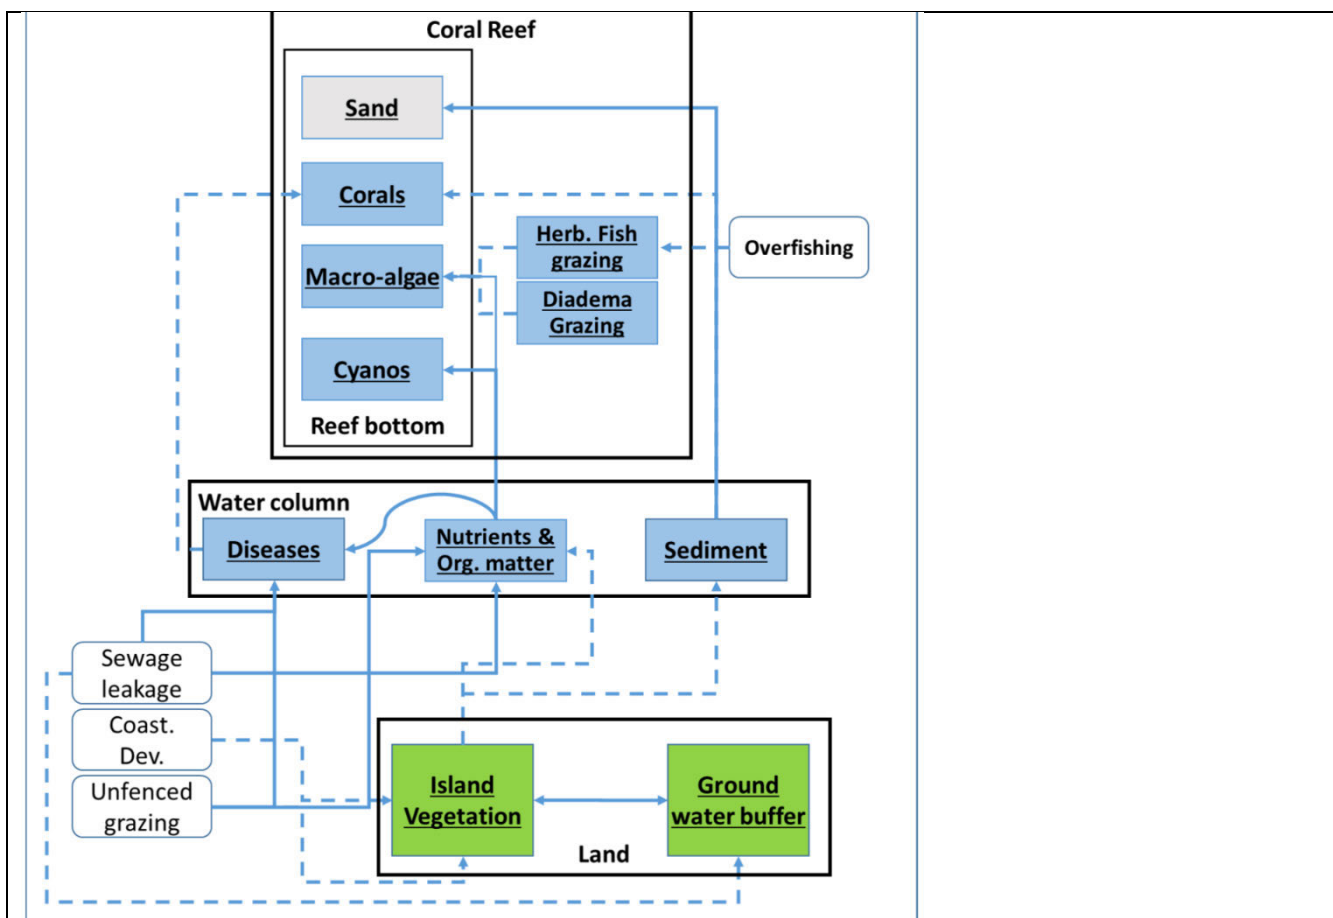 Coral Reef
Sand
Corals
Macro-algae
Cyanos
Reef bottom
Herb. Fish
grazing
Diadema
Grazing
Overfishing
Water column
Diseases
Nutrients &
Org. matter
Sediment
Sewage
leakage
Coast.
Dev.
Unfenced
grazing
Island
Vegetation
Ground
water buffer
Land